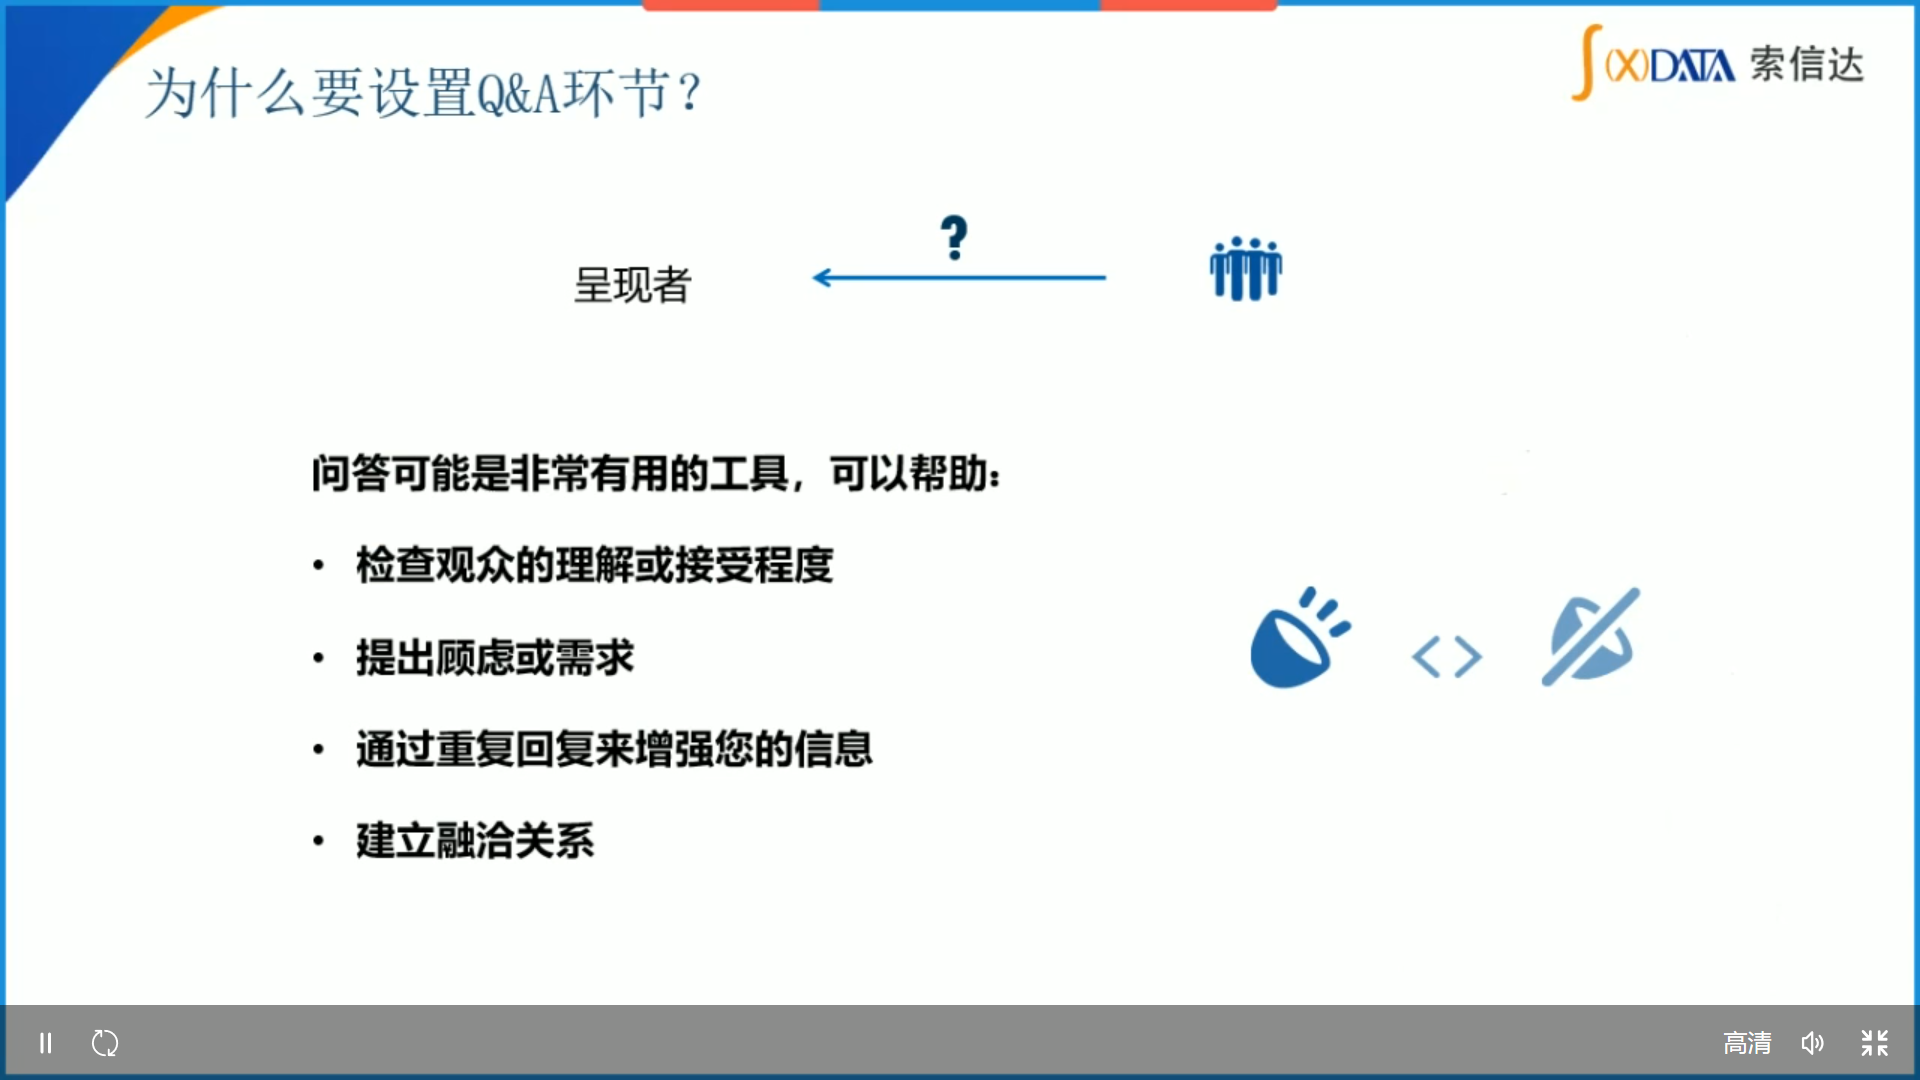 为什么要设置Q&A环节?
(X)DATA 索信达
?
呈现者
问答可能是非常有用的工具，可以帮助：
• 检查观众的理解或接受程度
• 提出顾虑或需求
• 通过重复回复来增强您的信息
• 建立融洽关系
高清